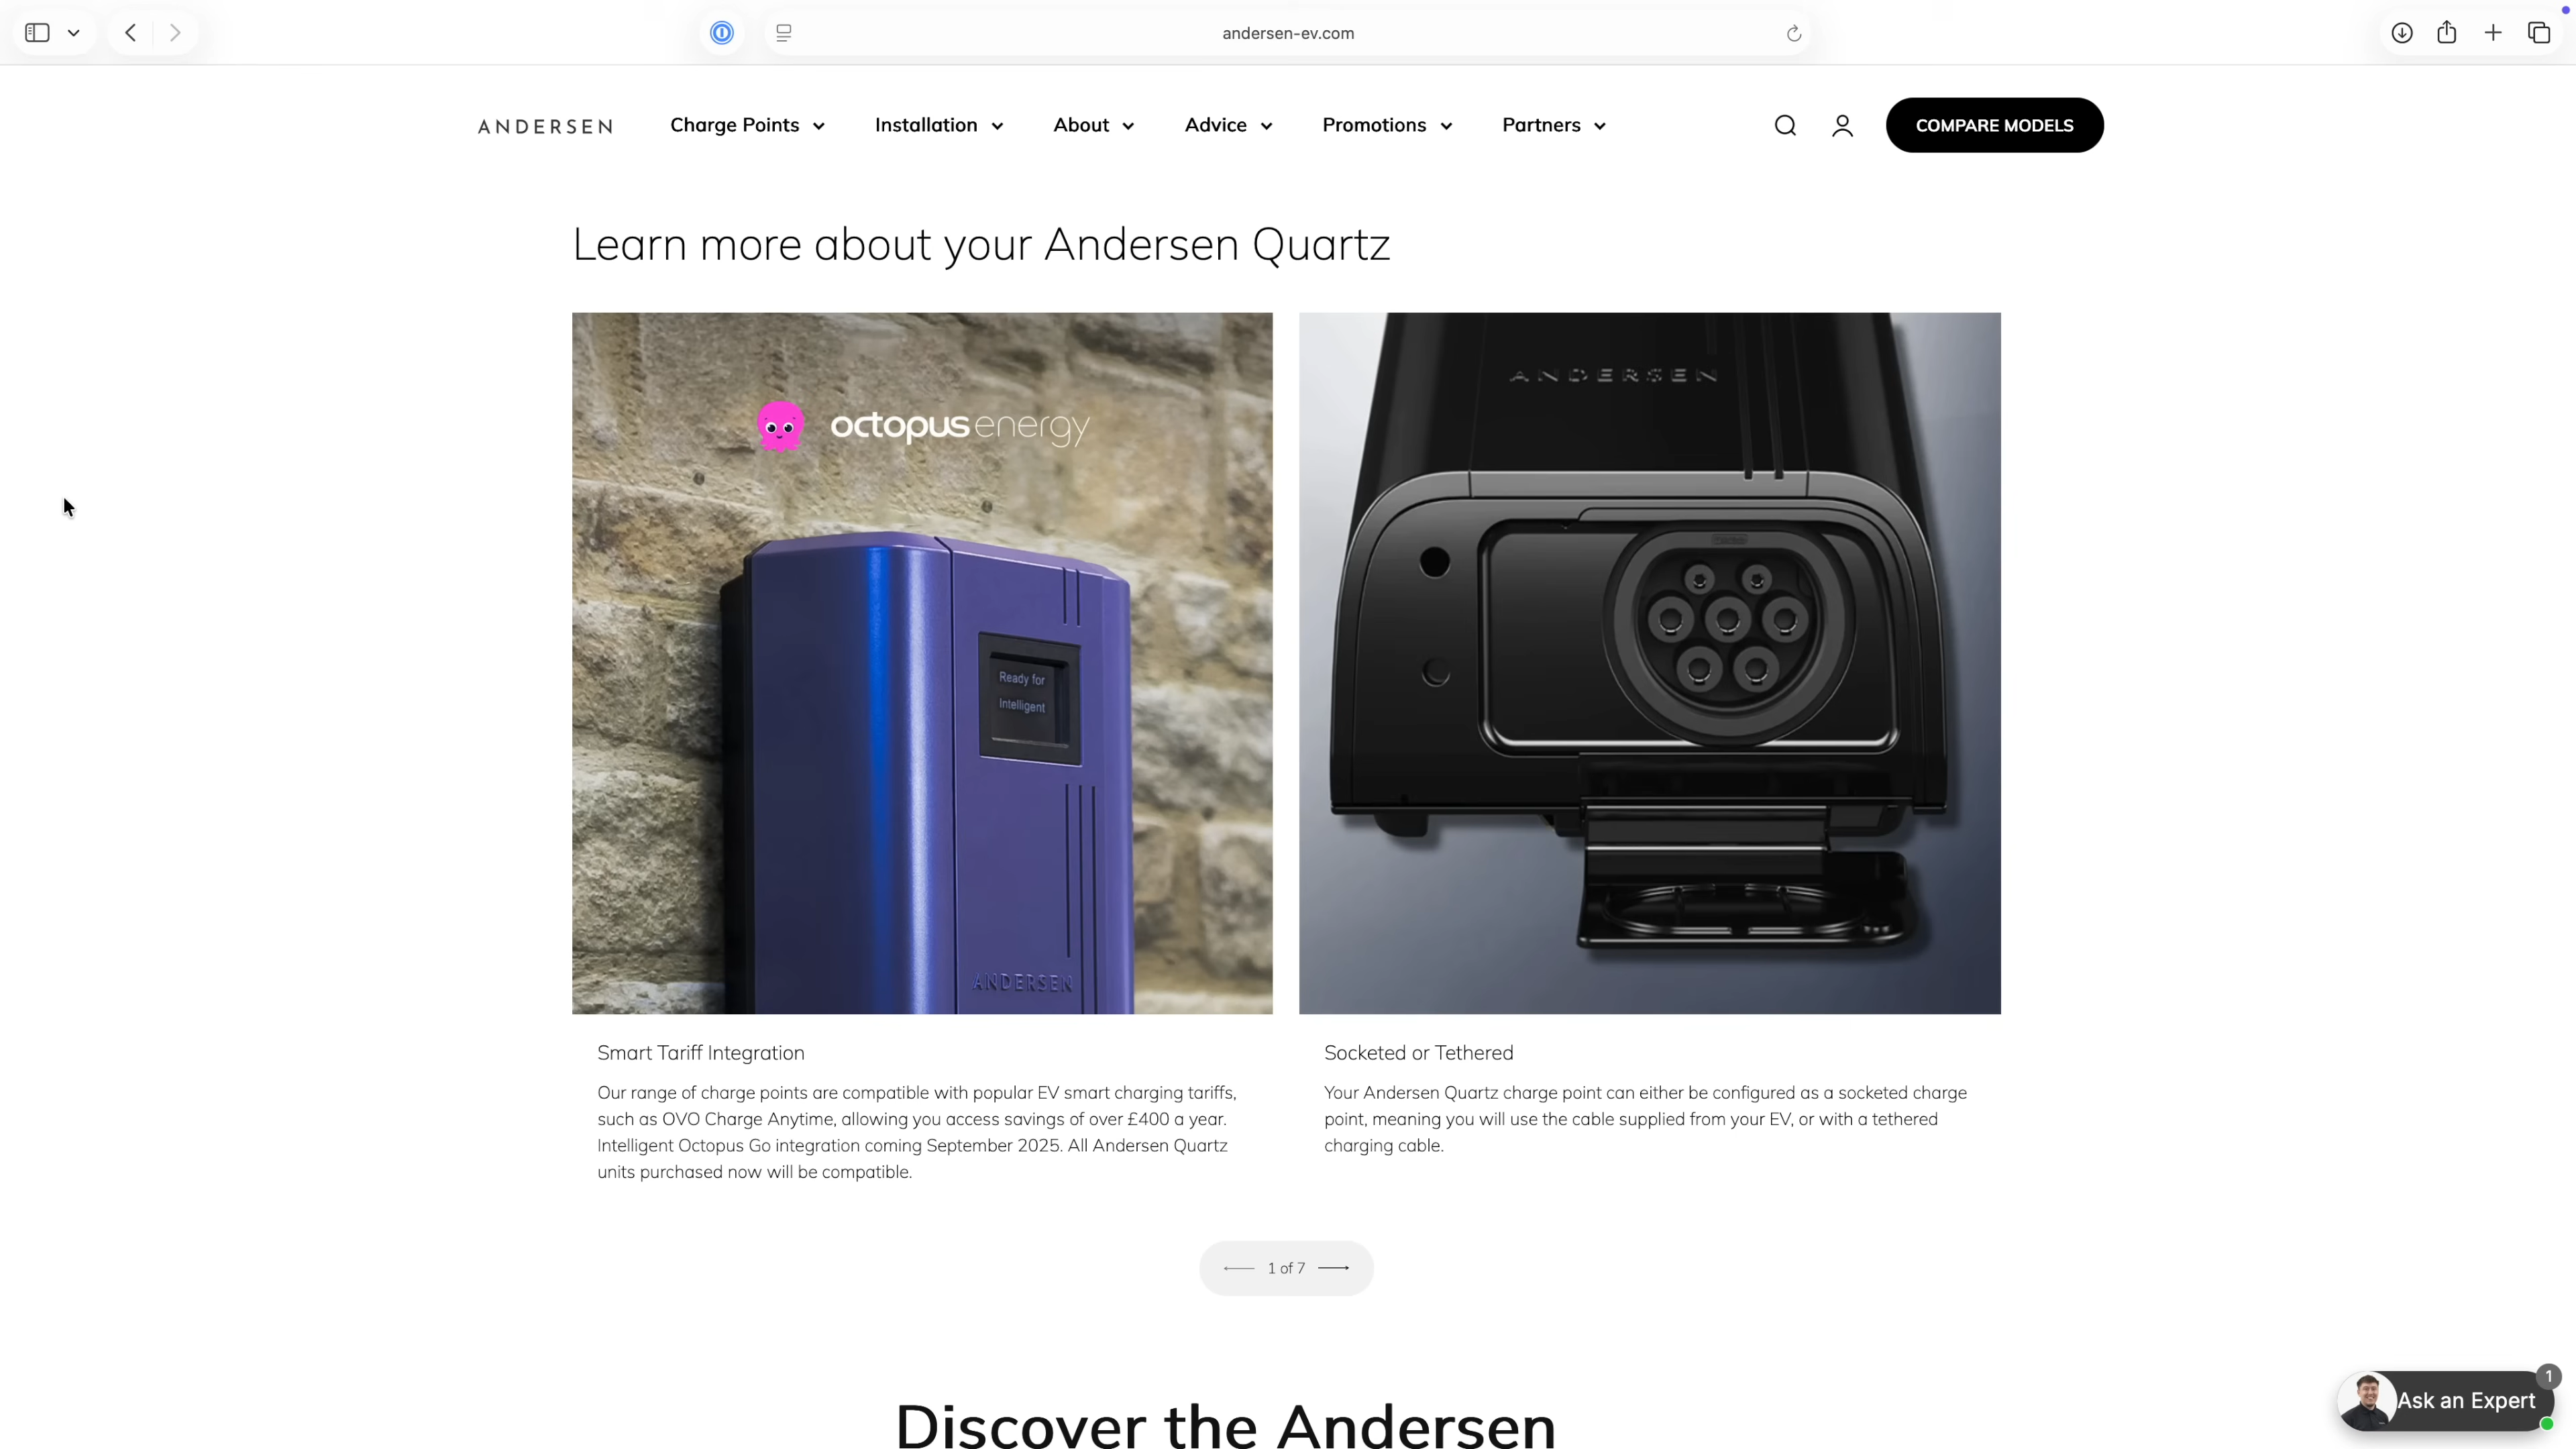 andersen-ev.com
ANDERSEN
Charge Points
Installation
About
Advice
Promotions
Partners
COMPARE MODELS
Learn more about your Andersen Quartz
octopus energy
Ready for
Intelligent
ANDERSEN
ANDERSEN
Smart Tariff Integration
Our range of charge points are compatible with popular EV smart charging tariffs,
such as OVO Charge Anytime, allowing you access savings of over £400 a year.
Intelligent Octopus Go integration coming September 2025. All Andersen Quartz
units purchased now will be compatible.
Socketed or Tethered
Your Andersen Quartz charge point can either be configured as a socketed charge
point, meaning you will use the cable supplied from your EV, or with a tethered
charging cable.
1 of 7
Discover the Andersen
1
Ask an Expert